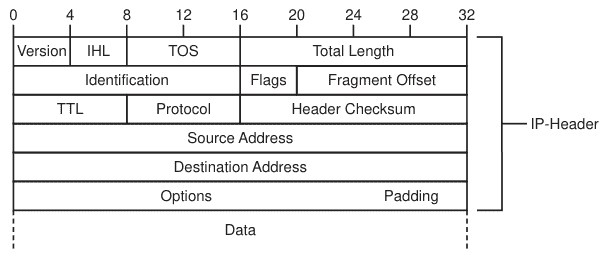 0 4 8 12 16 20 24 28 32
Version IHL TOS Total Length
Identification Flags Fragment Offset
TTL Protocol Header Checksum
Source Address
IP-Header
Destination Address
Options Padding
Data